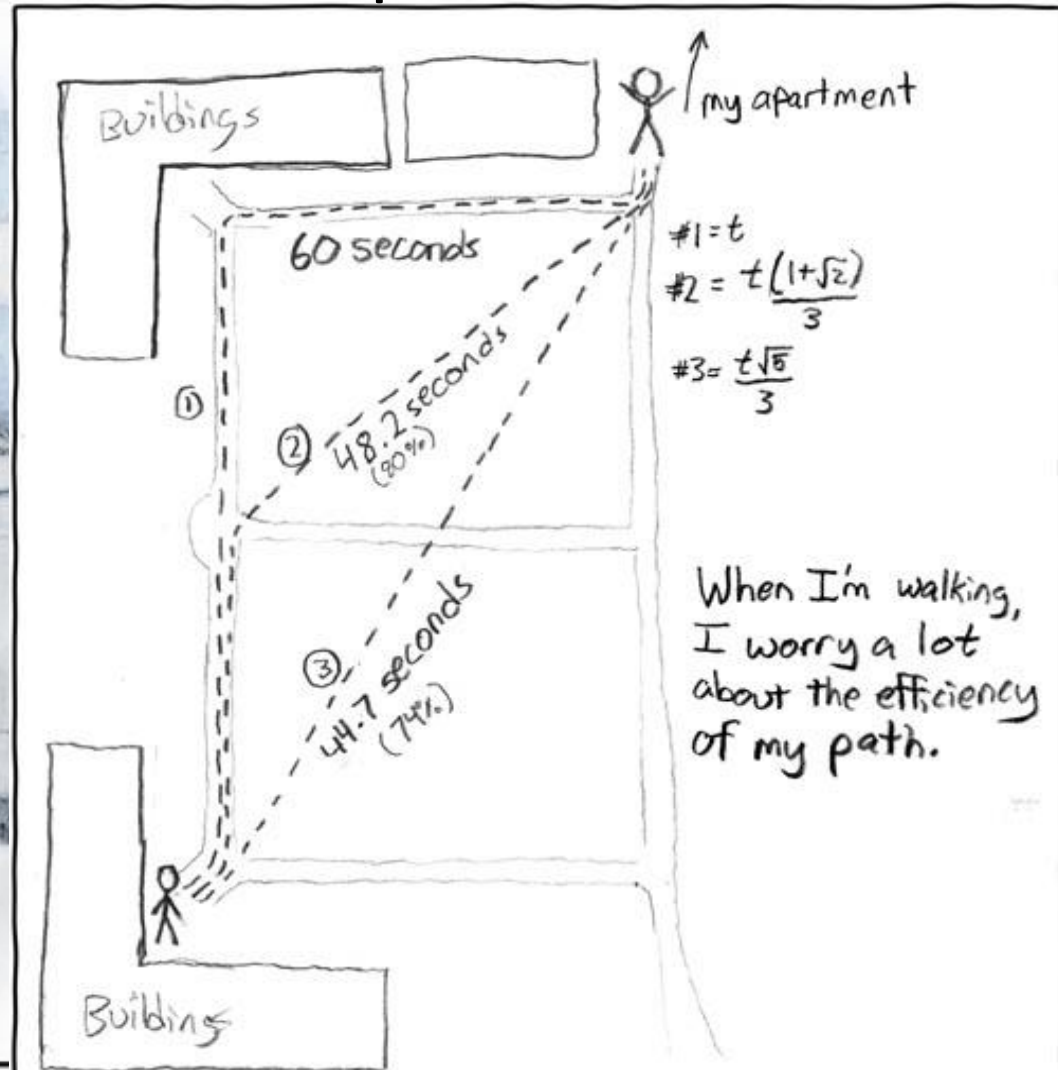 Buildings
my apartment
60 seconds
#1 = t
#2 = t(1+√2)/3
#3 = t√5/3
①
②
48.2 seconds
(80%)
③
44.7 seconds
(74%)
When I'm walking,
I worry a lot
about the efficiency
of my path.
Buildings